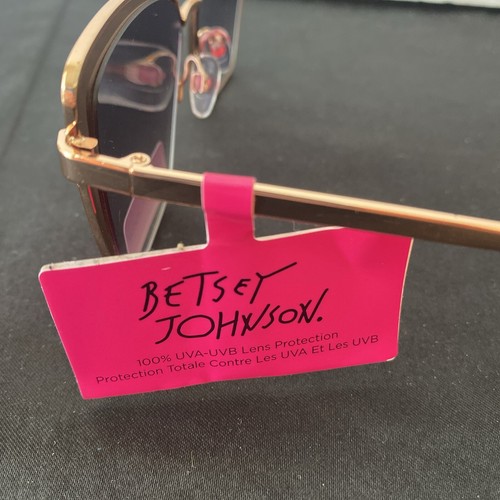 BETSEY
JOHNSON.
100% UVA-UVB Lens Protection
Protection Totale Contre Les UVA Et Les UVB